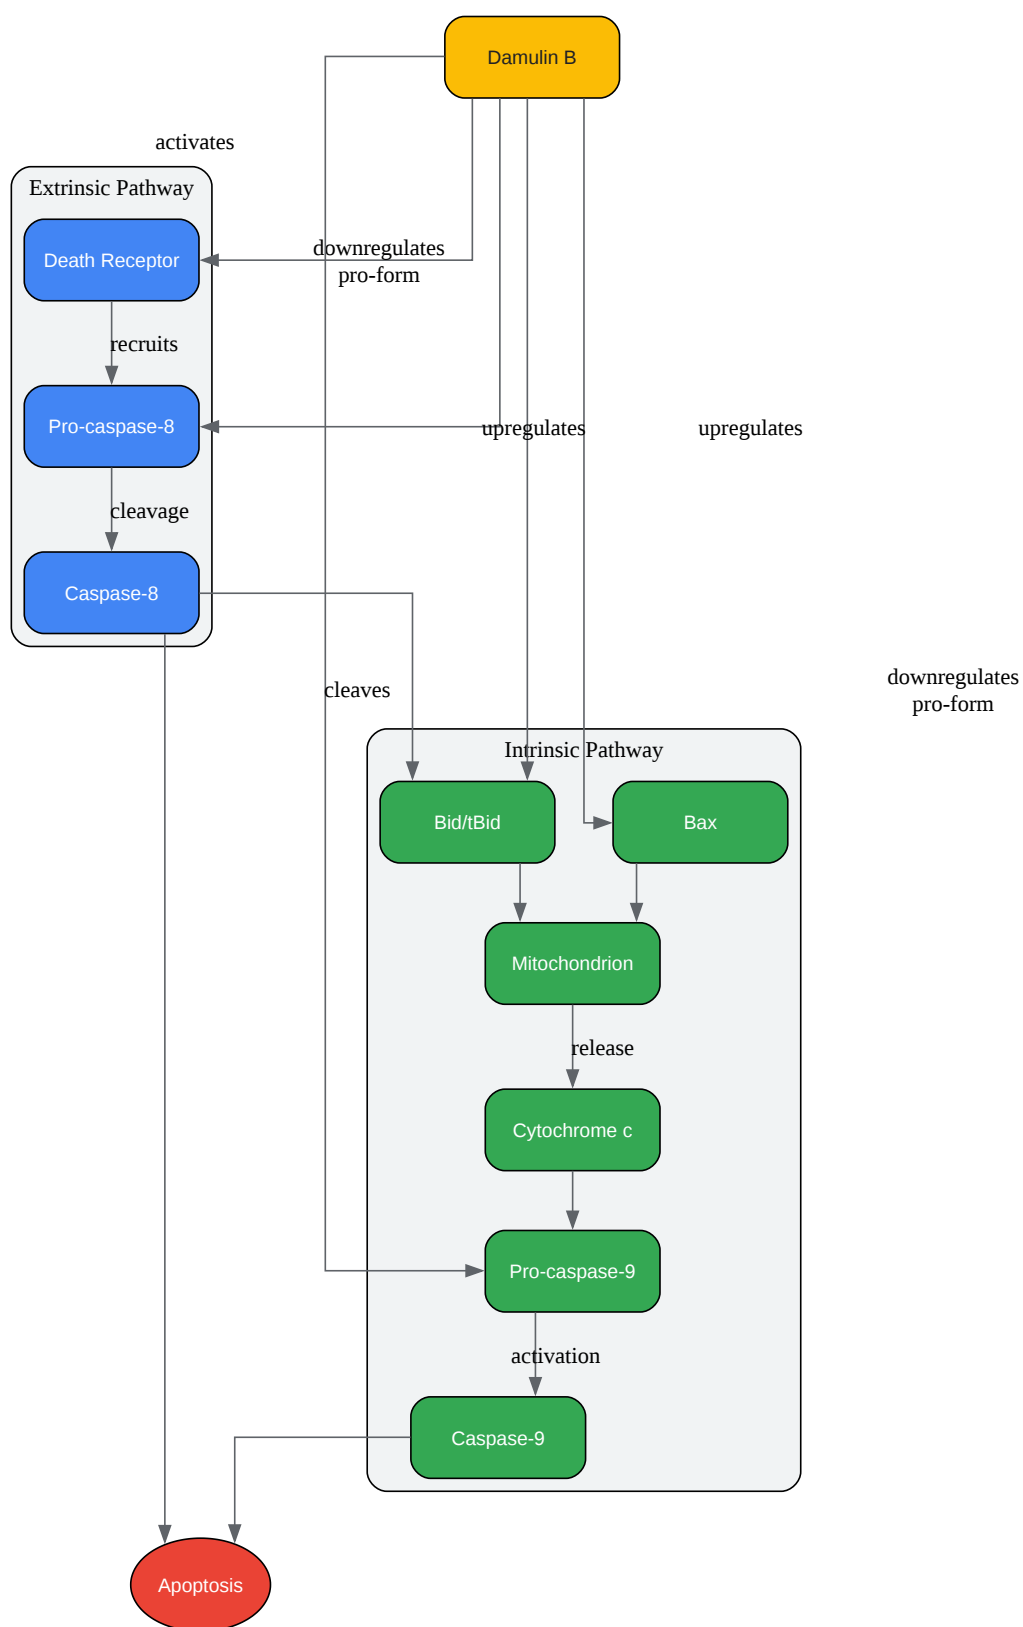 Damulin B
activates
Extrinsic Pathway
Death Receptor
downregulates
pro-form
recruits
Pro-caspase-8
upregulates
upregulates
cleavage
Caspase-8
cleaves
downregulates
pro-form
Intrinsic Pathway
Bid/tBid
Bax
Mitochondrion
release
Cytochrome c
Pro-caspase-9
activation
Caspase-9
Apoptosis